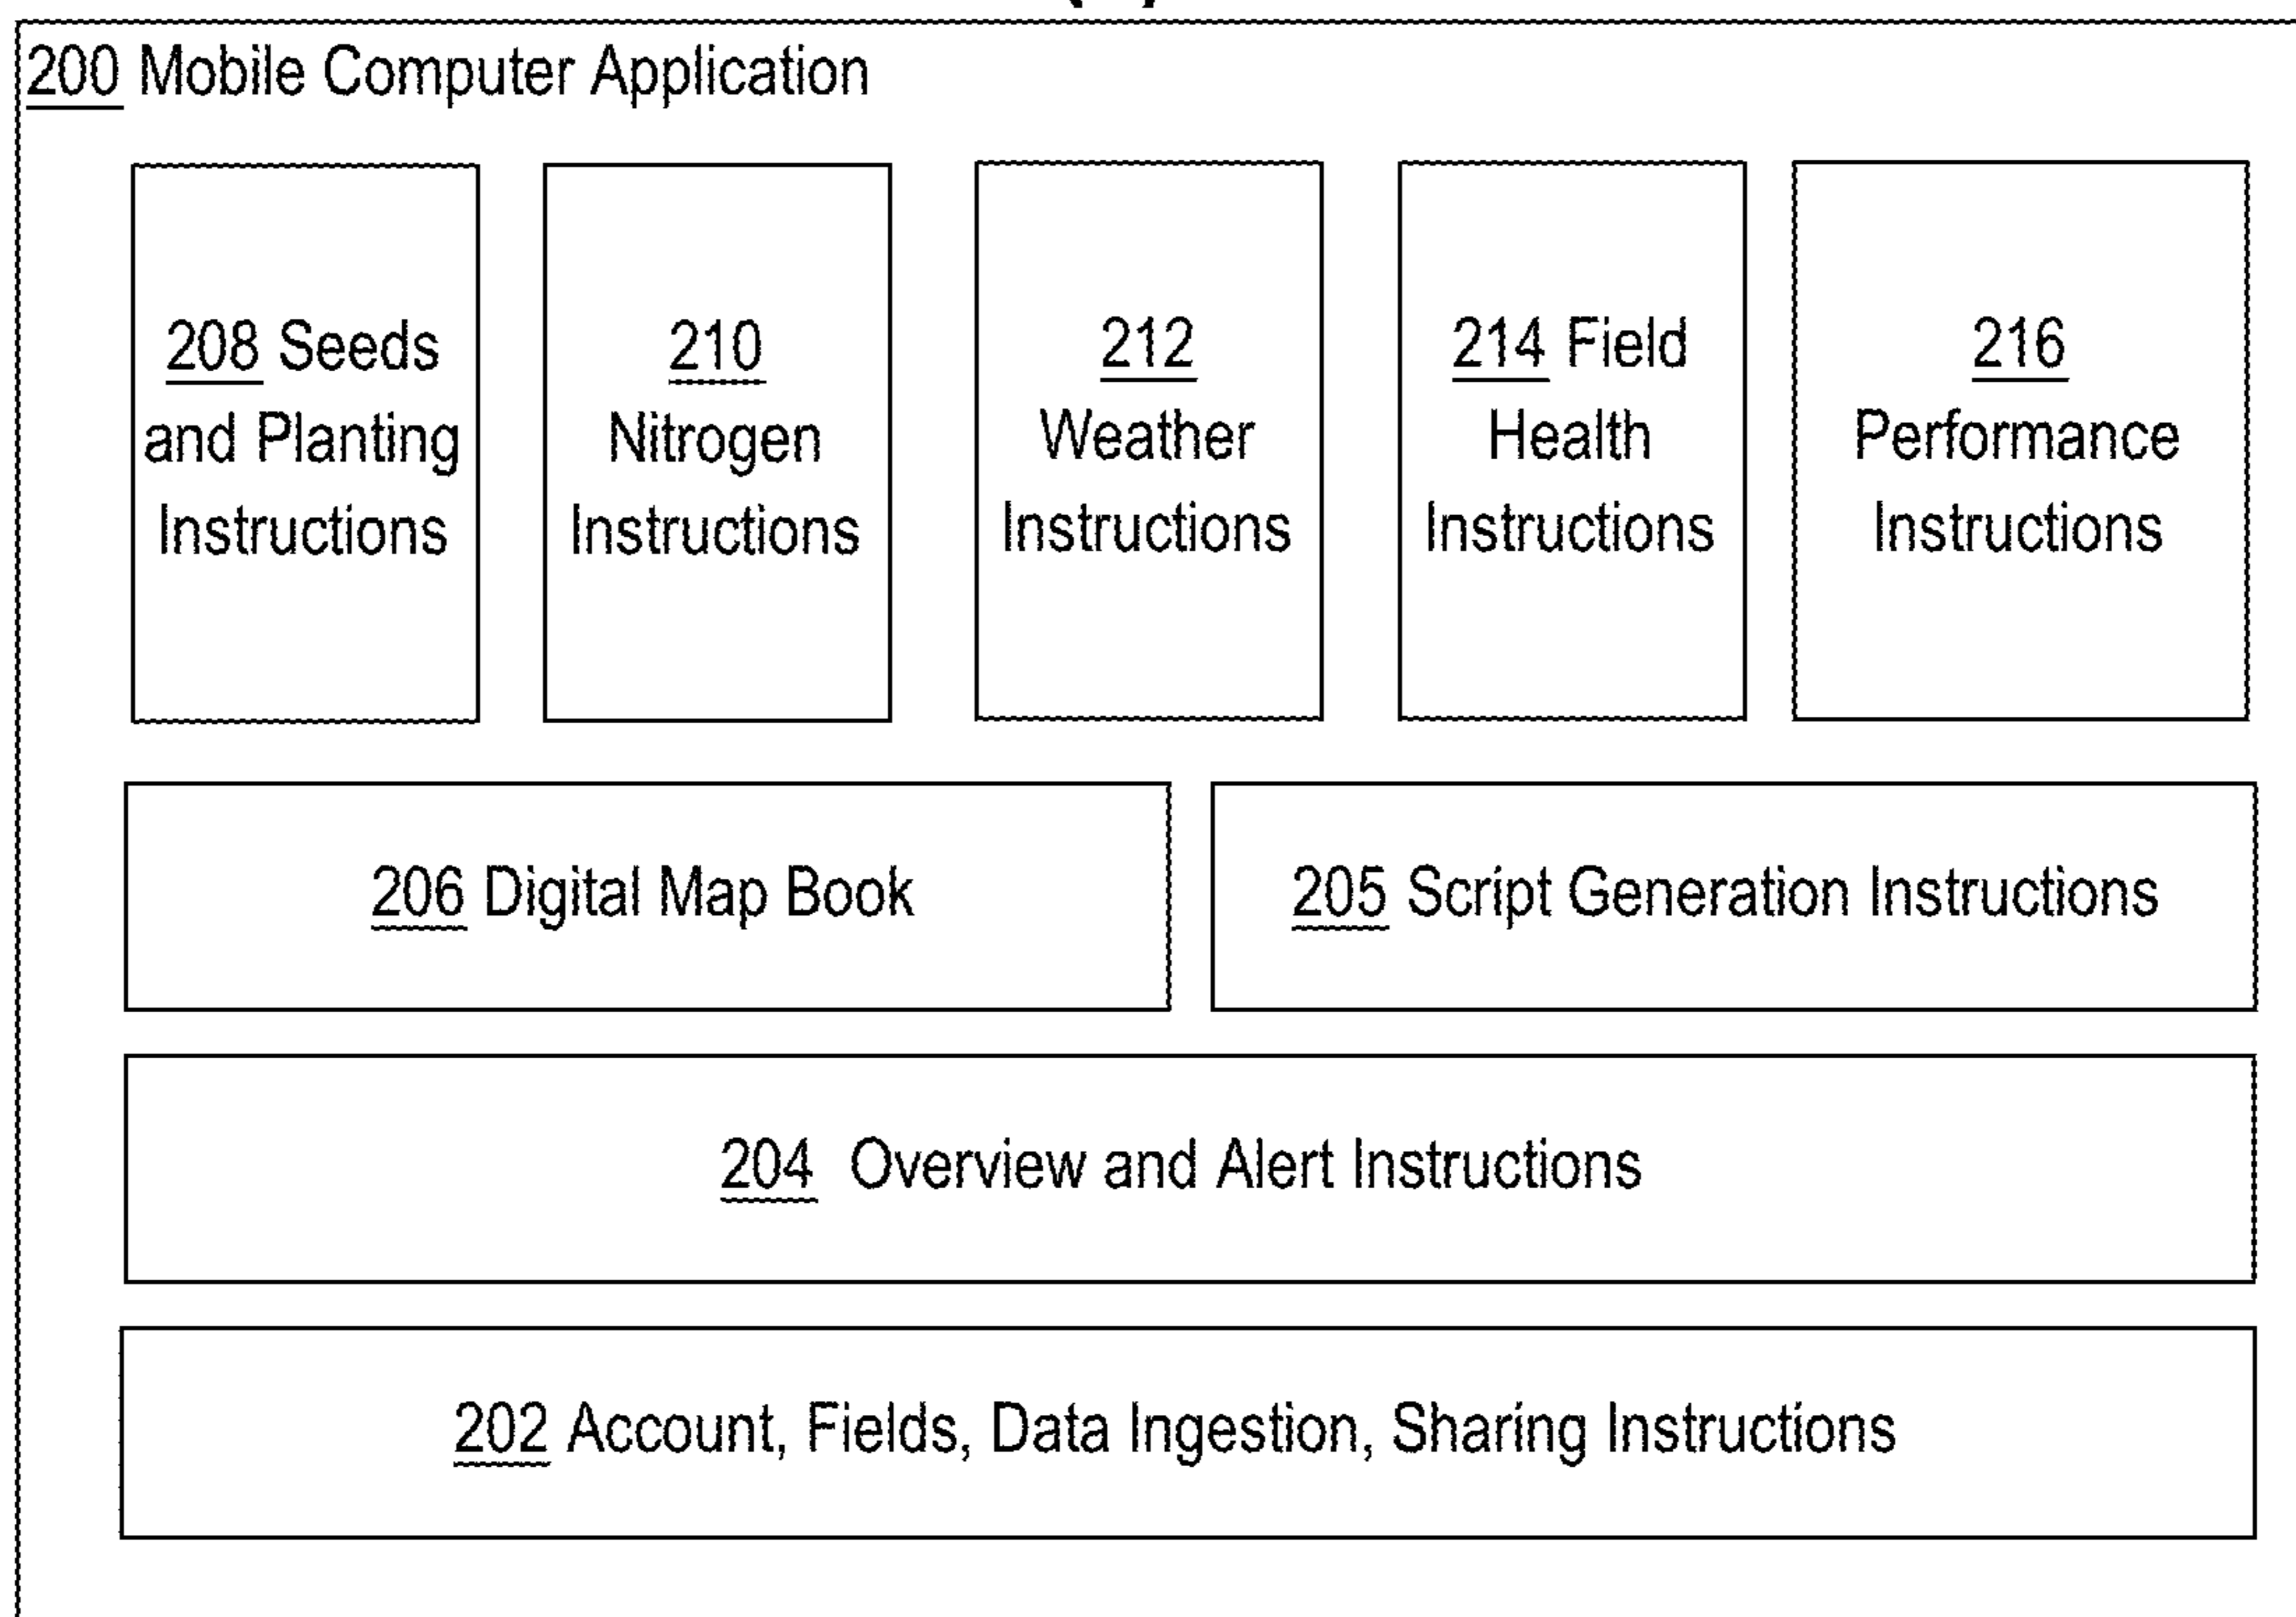 200 Mobile Computer Application
208 Seeds
and Planting
Instructions
210
Nitrogen
Instructions
212
Weather
Instructions
214 Field
Health
Instructions
216
Performance
Instructions
206 Digital Map Book
205 Script Generation Instructions
204 Overview and Alert Instructions
202 Account, Fields, Data Ingestion, Sharing Instructions